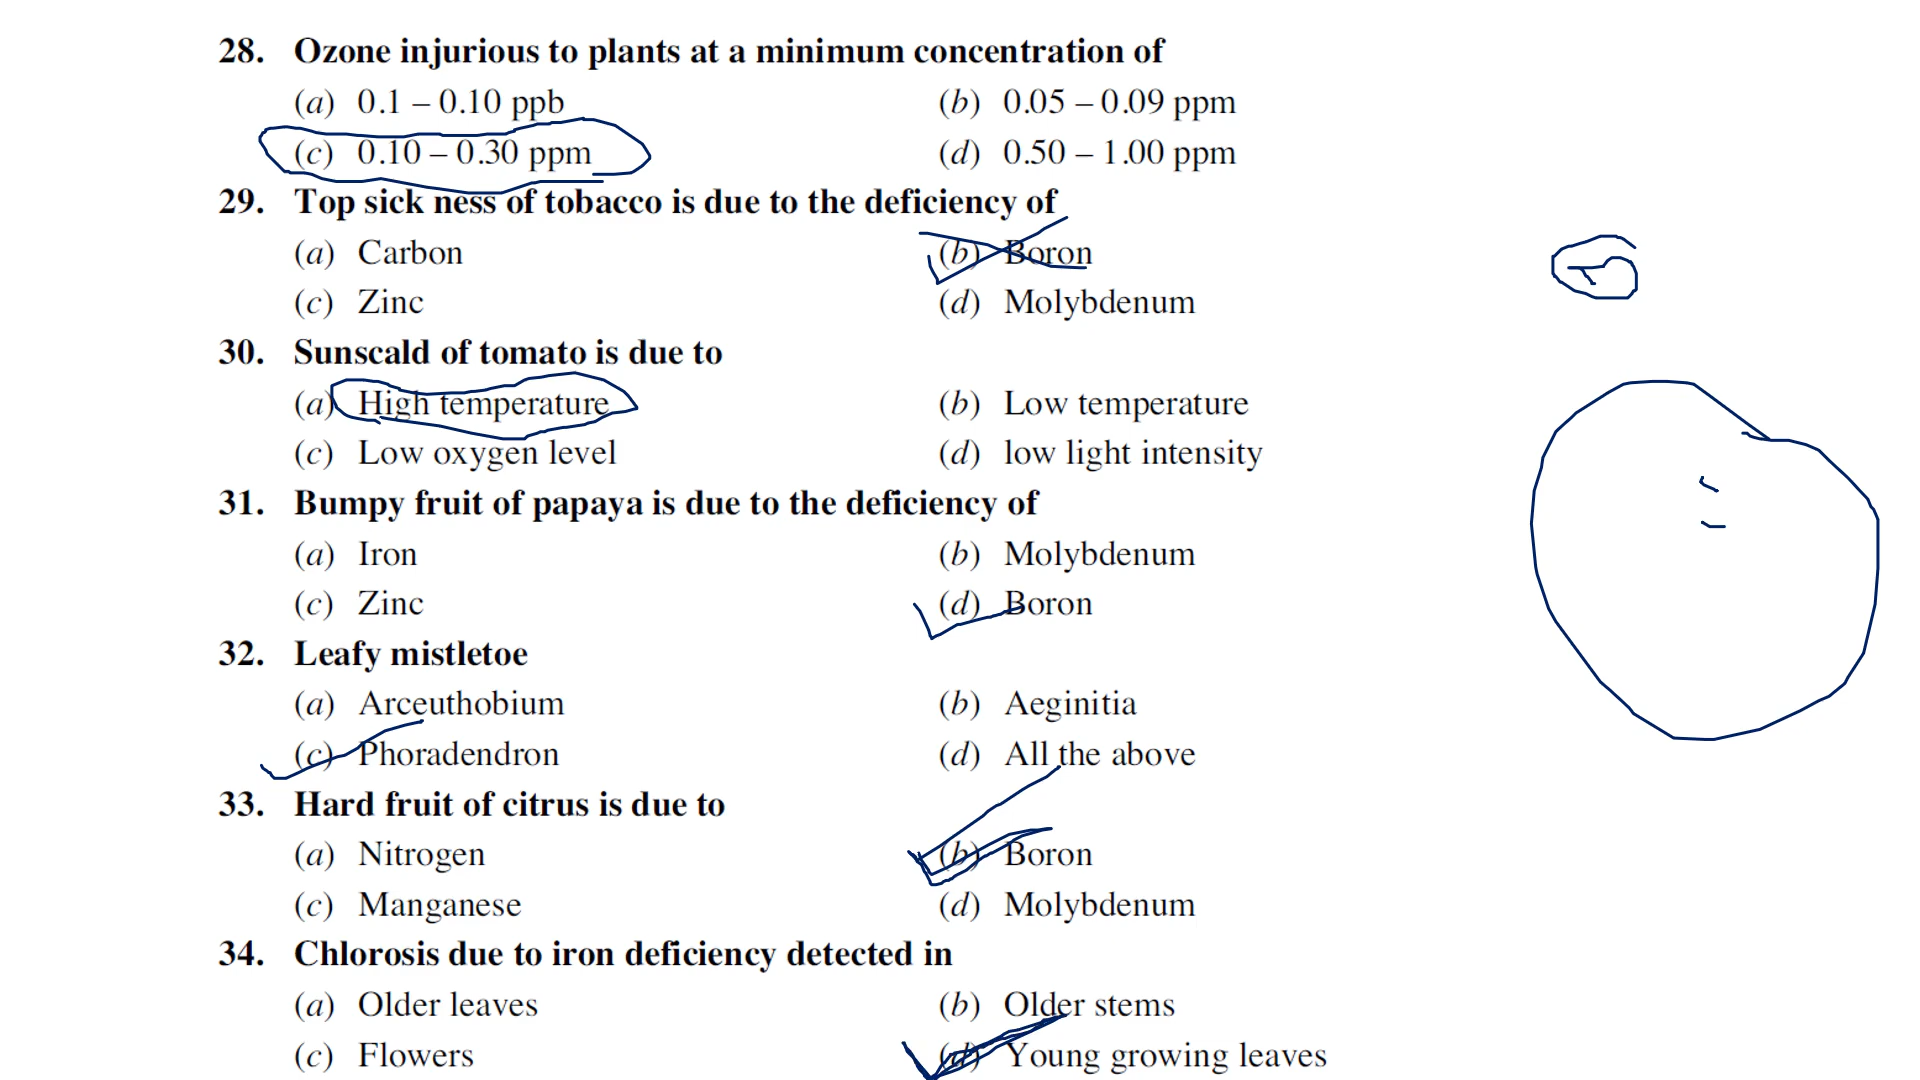 28. Ozone injurious to plants at a minimum concentration of
(a) 0.1 – 0.10 ppb (b) 0.05 – 0.09 ppm
(c) 0.10 – 0.30 ppm (d) 0.50 – 1.00 ppm
29. Top sick ness of tobacco is due to the deficiency of
(a) Carbon (b) Boron
(c) Zinc (d) Molybdenum
30. Sunscald of tomato is due to
(a) High temperature (b) Low temperature
(c) Low oxygen level (d) low light intensity
31. Bumpy fruit of papaya is due to the deficiency of
(a) Iron (b) Molybdenum
(c) Zinc (d) Boron
32. Leafy mistletoe
(a) Arceuthobium (b) Aeginitia
(c) Phoradendron (d) All the above
33. Hard fruit of citrus is due to
(a) Nitrogen (b) Boron
(c) Manganese (d) Molybdenum
34. Chlorosis due to iron deficiency detected in
(a) Older leaves (b) Older stems
(c) Flowers (d) Young growing leaves